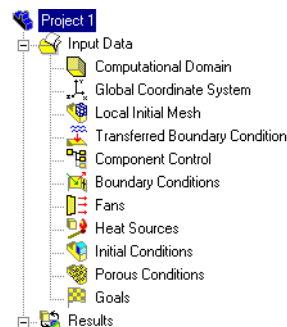 Project 1
Input Data
Computational Domain
Global Coordinate System
Local Initial Mesh
Transferred Boundary Condition
Component Control
Boundary Conditions
Fans
Heat Sources
Initial Conditions
Porous Conditions
Goals
Results